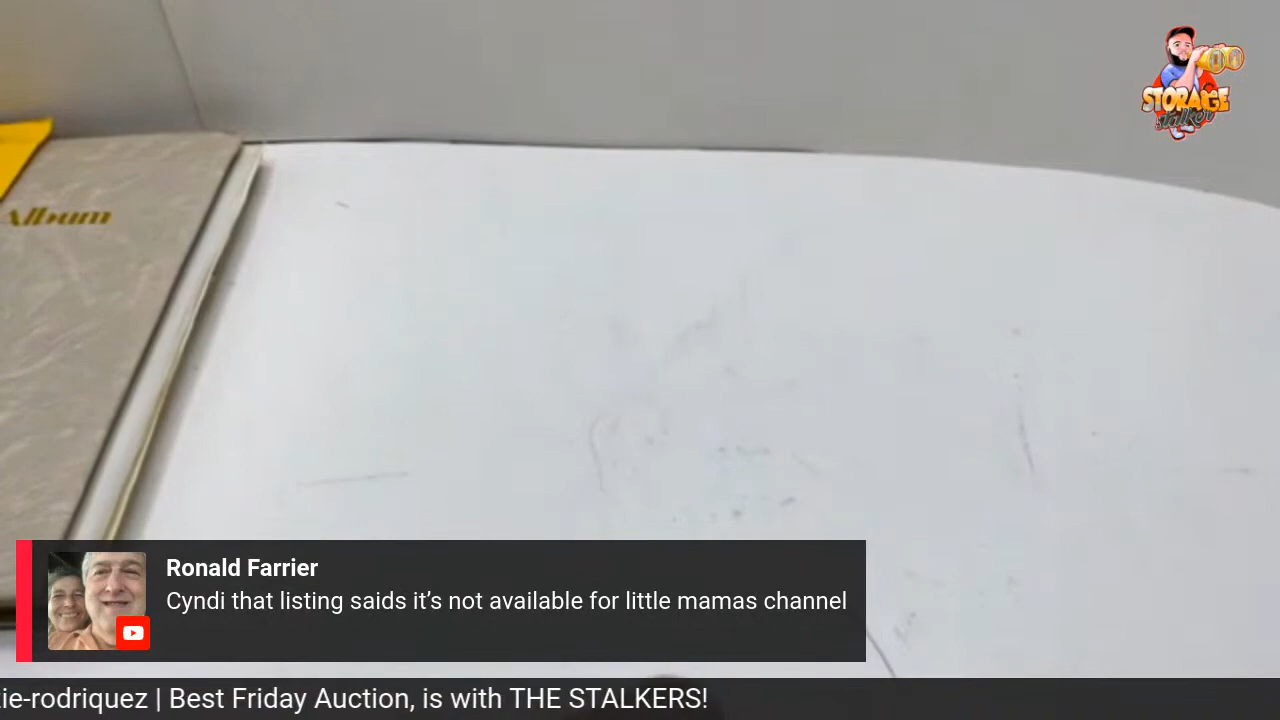 STORAGE
stalker
Album
Ronald Farrier
Cyndi that listing saids it’s not available for little mamas channel
ie-rodriquez | Best Friday Auction, is with THE STALKERS!